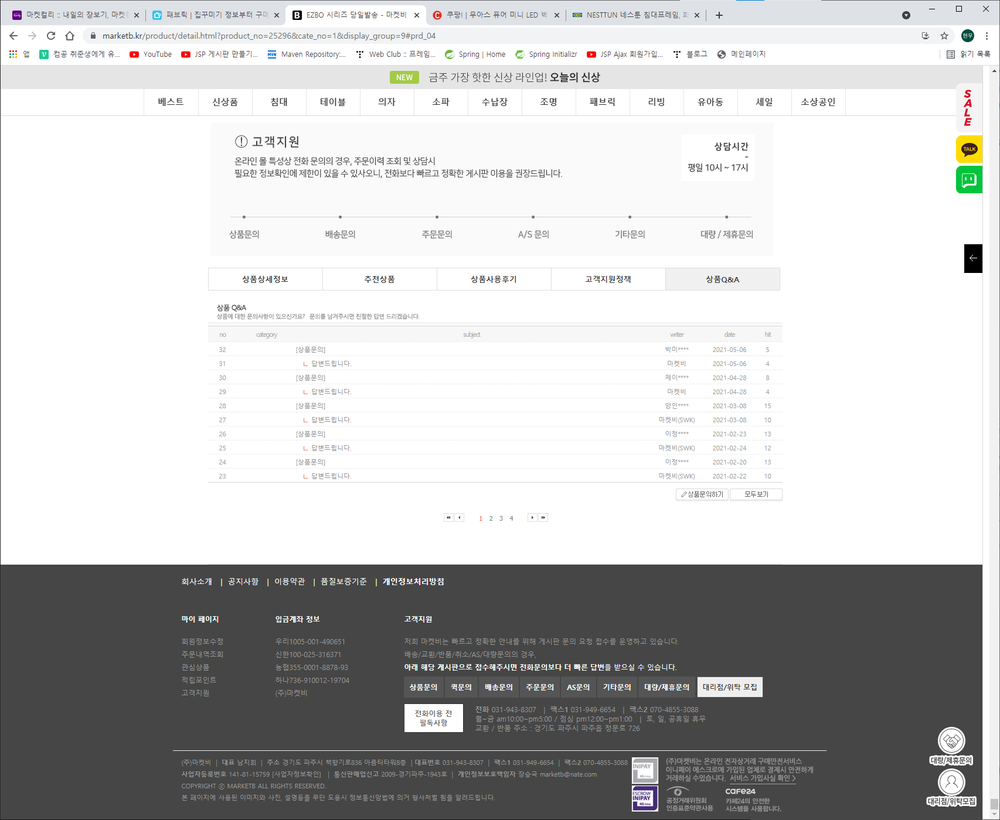 마켓컬리 :: 내일의 장보기, 마켓컬
패브릭 | 집꾸미기 정보부터 구매
EZBO 시리즈 당일발송 - 마켓비
쿠팡! | 무아스 퓨어 미니 LED 벽
NESTTUN 네스툰 침대프레임, 화
marketb.kr/product/detail.html?product_no=25296&cate_no=1&display_group=9#prd_04
현우
앱 컴공 취준생에게 유... YouTube JSP 게시판 만들기... Maven Repository:... Web Club :: 프레임... Spring | Home Spring Initializr JSP Ajax 회원가입... 블로그 메인페이지 읽기 목록
NEW 금주 가장 핫한 신상 라인업! 오늘의 신상
베스트 신상품 침대 테이블 의자 소파 수납장 조명 패브릭 리빙 유아동 세일 소상공인
SALE
TALK
고객지원
온라인 몰 특성상 전화 문의의 경우, 주문이력 조회 및 상담시
필요한 정보확인에 제한이 있을 수 있사오니, 전화보다 빠르고 정확한 게시판 이용을 권장드립니다.
상담시간
-
평일 10시 ~ 17시
상품문의 배송문의 주문문의 A/S 문의 기타문의 대량 / 제휴문의
상품상세정보 추천상품 상품사용후기 고객지원정책 상품Q&A
상품 Q&A
상품에 대한 문의사항이 있으신가요? 문의를 남겨주시면 친절한 답변 드리겠습니다.
no category subject writer date hit
32 [상품문의] 박미**** 2021-05-06 5
31 ㄴ 답변드립니다. 마켓비 2021-05-06 4
30 [상품문의] 제이**** 2021-04-28 8
29 ㄴ 답변드립니다. 마켓비 2021-04-28 4
28 [상품문의] 양인**** 2021-03-08 15
27 ㄴ 답변드립니다. 마켓비(SWK) 2021-03-08 10
26 [상품문의] 이정**** 2021-02-23 13
25 ㄴ 답변드립니다. 마켓비(SWK) 2021-02-24 12
24 [상품문의] 이정**** 2021-02-20 13
23 ㄴ 답변드립니다. 마켓비(SWK) 2021-02-22 10
상품문의하기 모두보기
1 2 3 4
회사소개 | 공지사항 | 이용약관 | 품질보증기준 | 개인정보처리방침
마이 페이지
회원정보수정
주문내역조회
관심상품
적립포인트
고객지원
입금계좌 정보
우리1005-001-490651
신한100-025-316371
농협355-0001-8878-93
하나736-910012-19704
(주)마켓비
고객지원
저희 마켓비는 빠르고 정확한 안내를 위해 게시판 문의 요청 접수를 운영하고 있습니다.
배송/교환/반품/취소/AS/대량문의의 경우,
아래 해당 게시판으로 접수해주시면 전화문의보다 더 빠른 답변을 받으실 수 있습니다.
상품문의 퀵문의 배송문의 주문문의 AS문의 기타문의 대량/제휴문의 대리점/위탁 모집
전화이용 전
필독사항
전화 031-943-8307 | 팩스1 031-949-6654 | 팩스2 070-4855-3088
월~금 am10:00~pm5:00 / 점심 pm12:00~pm1:00 | 토, 일, 공휴일 휴무
교환 / 반품 주소 : 경기도 파주시 파주읍 정문로 726
(주)마켓비 | 대표 남지희 | 주소 경기도 파주시 책향기로836 아름터타워8층 | 대표번호 031-943-8307 | 팩스1 031-949-6654 | 팩스2 070-4855-3088
사업자등록번호 141-81-15759 [사업자정보확인] | 통신판매업신고 2009-경기파주-1943호 | 개인정보보호책임자 장승국 marketb@nate.com
COPYRIGHT ⓒ MARKETB ALL RIGHTS RESERVED.
본 페이지에 사용된 이미지와 사진, 설명등을 무단 도용시 정보통신망법에 의거 형사처벌 됨을 알려드립니다.
INIPAY
KG Inicis
ESCROW
INIPAY
KG Inicis
(주)마켓비는 온라인 전자상거래 구매안전서비스
이니페이 에스크로에 가입된 업체로 결제시 안전하게
거래하실 수있습니다. 서비스 가입사실 확인 >
공정거래위원회
인증표준약관사용
CAFE24
카페24의 안전한
시스템을 사용합니다.
대량/제휴문의
대리점/위탁모집